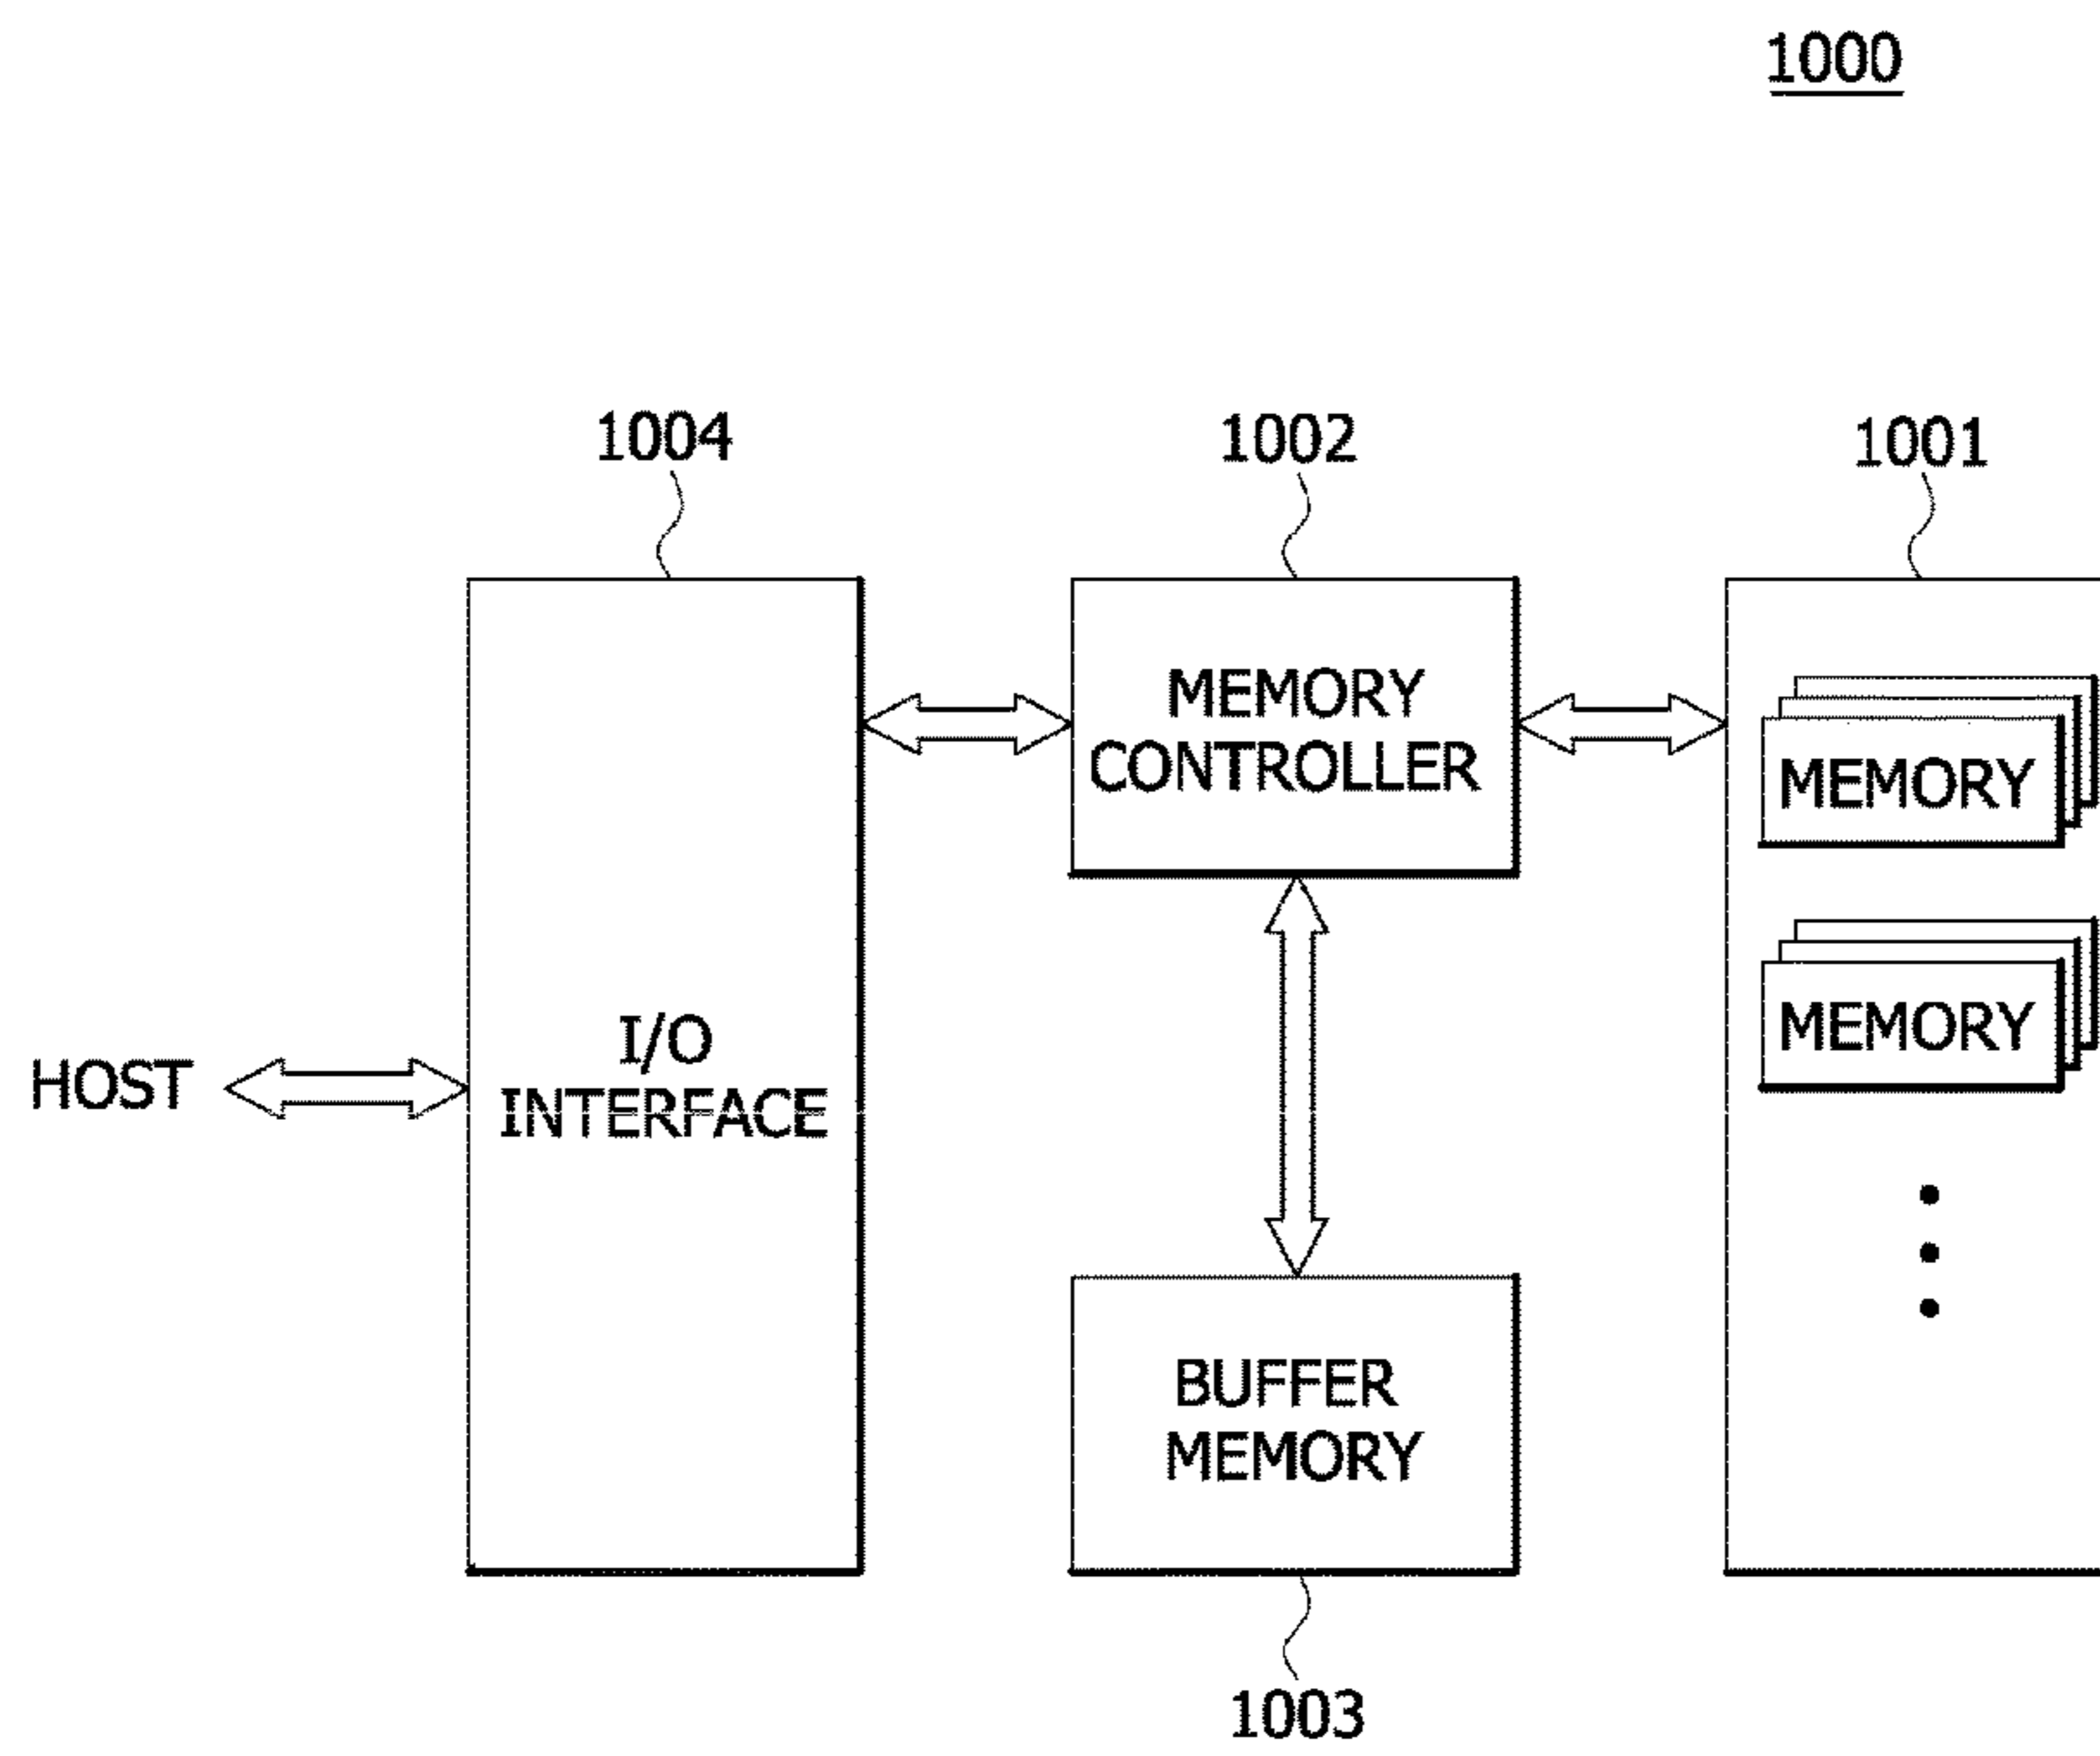 1000
1004
1002
1001
MEMORY
CONTROLLER
MEMORY
MEMORY
HOST
I/O
INTERFACE
BUFFER
MEMORY
1003